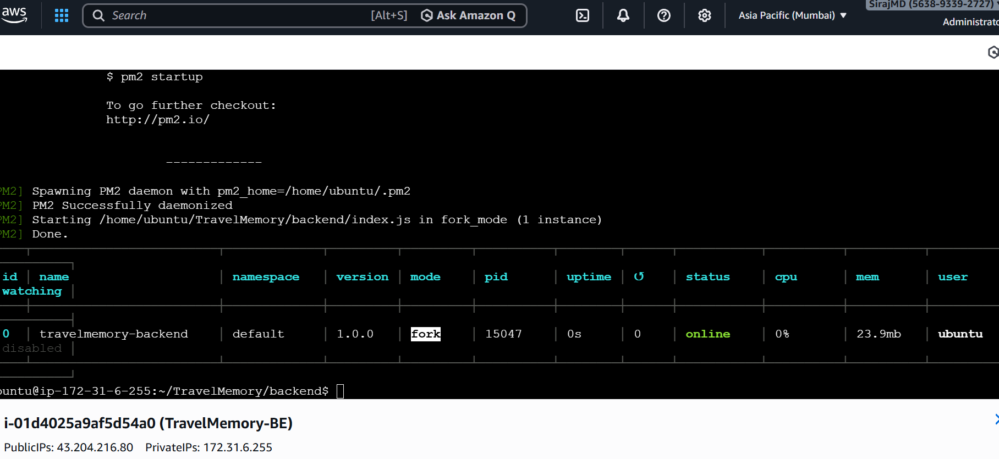 SirajMD (5638-9339-2727)
aws
Search [Alt+S] Ask Amazon Q
Asia Pacific (Mumbai) ▼
$ pm2 startup
To go further checkout:
http://pm2.io/
-------------
PM2] Spawning PM2 daemon with pm2_home=/home/ubuntu/.pm2
PM2] PM2 Successfully daemonized
PM2] Starting /home/ubuntu/TravelMemory/backend/index.js in fork_mode (1 instance)
PM2] Done.
id │ name │ namespace │ version │ mode │ pid │ uptime │ ↺ │ status │ cpu │ mem │ user
watching │
0 │ travelmemory-backend │ default │ 1.0.0 │ fork │ 15047 │ 0s │ 0 │ online │ 0% │ 23.9mb │ ubuntu
disabled │
buntu@ip-172-31-6-255:~/TravelMemory/backend$
i-01d4025a9af5d54a0 (TravelMemory-BE)
PublicIPs: 43.204.216.80 PrivateIPs: 172.31.6.255